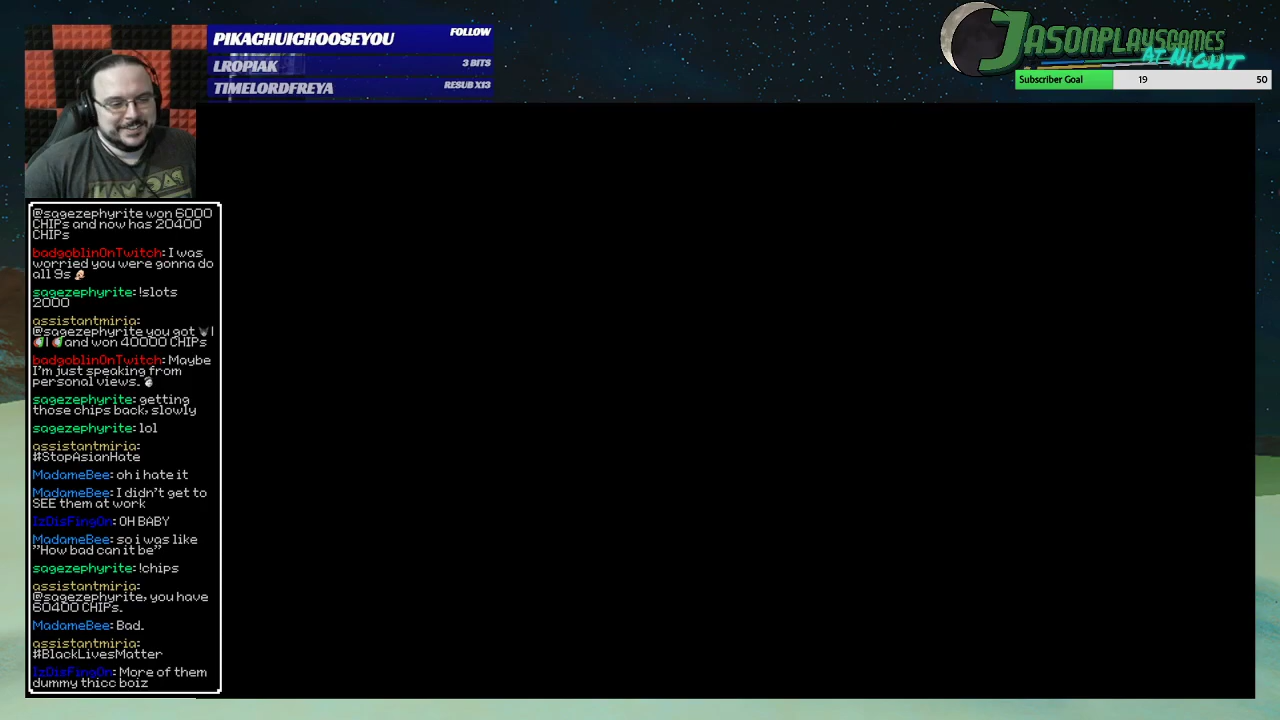 PIKACHUICHOOSEYOU FOLLOW
LROPIAK 3 BITS
TIMELORDFREYA RESUB X13
JASONPLAYSGAMES
AT NIGHT
Subscriber Goal 19 50
PAC-MAN
@sagezephyrite won 6000
CHIPs and now has 20400
CHIPs
badgoblinOnTwitch: I was
worried you were gonna do
all 9s
sagezephyrite: !slots
2000
assistantmiria:
@sagezephyrite you got |
| and won 40000 CHIPs
badgoblinOnTwitch: Maybe
I'm just speaking from
personal views.
sagezephyrite: getting
those chips back, slowly
sagezephyrite: lol
assistantmiria:
#StopAsianHate
MadameBee: oh i hate it
MadameBee: I didn't get to
SEE them at work
IzDisFingOn: OH BABY
MadameBee: so i was like
"How bad can it be"
sagezephyrite: !chips
assistantmiria:
@sagezephyrite, you have
60400 CHIPs.
MadameBee: Bad.
assistantmiria:
#BlackLivesMatter
IzDisFingOn: More of them
dummy thicc boiz